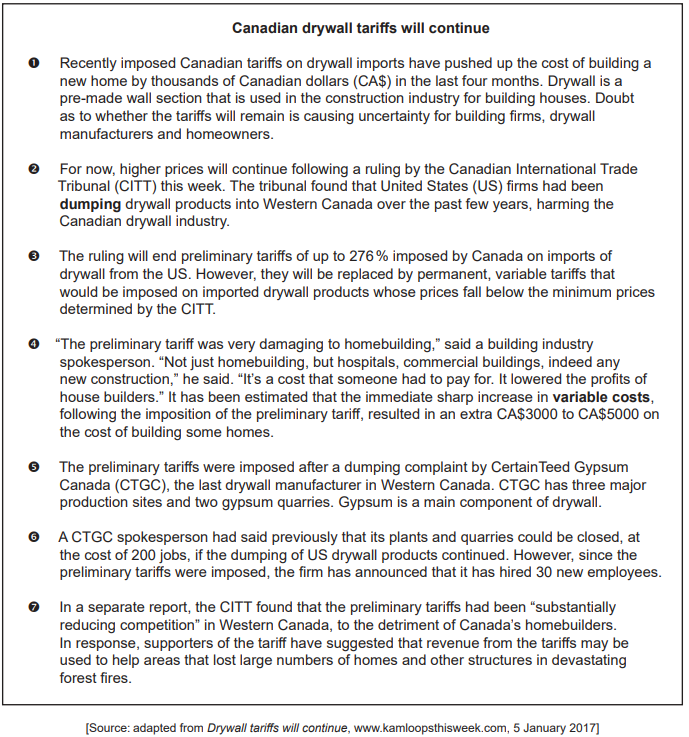 Canadian drywall tariffs will continue
❶ Recently imposed Canadian tariffs on drywall imports have pushed up the cost of building a
new home by thousands of Canadian dollars (CA$) in the last four months. Drywall is a
pre-made wall section that is used in the construction industry for building houses. Doubt
as to whether the tariffs will remain is causing uncertainty for building firms, drywall
manufacturers and homeowners.
❷ For now, higher prices will continue following a ruling by the Canadian International Trade
Tribunal (CITT) this week. The tribunal found that United States (US) firms had been
dumping drywall products into Western Canada over the past few years, harming the
Canadian drywall industry.
❸ The ruling will end preliminary tariffs of up to 276% imposed by Canada on imports of
drywall from the US. However, they will be replaced by permanent, variable tariffs that
would be imposed on imported drywall products whose prices fall below the minimum prices
determined by the CITT.
❹ “The preliminary tariff was very damaging to homebuilding,” said a building industry
spokesperson. “Not just homebuilding, but hospitals, commercial buildings, indeed any
new construction,” he said. “It’s a cost that someone had to pay for. It lowered the profits of
house builders.” It has been estimated that the immediate sharp increase in variable costs,
following the imposition of the preliminary tariff, resulted in an extra CA$3000 to CA$5000 on
the cost of building some homes.
❺ The preliminary tariffs were imposed after a dumping complaint by CertainTeed Gypsum
Canada (CTGC), the last drywall manufacturer in Western Canada. CTGC has three major
production sites and two gypsum quarries. Gypsum is a main component of drywall.
❻ A CTGC spokesperson had said previously that its plants and quarries could be closed, at
the cost of 200 jobs, if the dumping of US drywall products continued. However, since the
preliminary tariffs were imposed, the firm has announced that it has hired 30 new employees.
❼ In a separate report, the CITT found that the preliminary tariffs had been “substantially
reducing competition” in Western Canada, to the detriment of Canada’s homebuilders.
In response, supporters of the tariff have suggested that revenue from the tariffs may be
used to help areas that lost large numbers of homes and other structures in devastating
forest fires.
[Source: adapted from Drywall tariffs will continue, www.kamloopsthisweek.com, 5 January 2017]